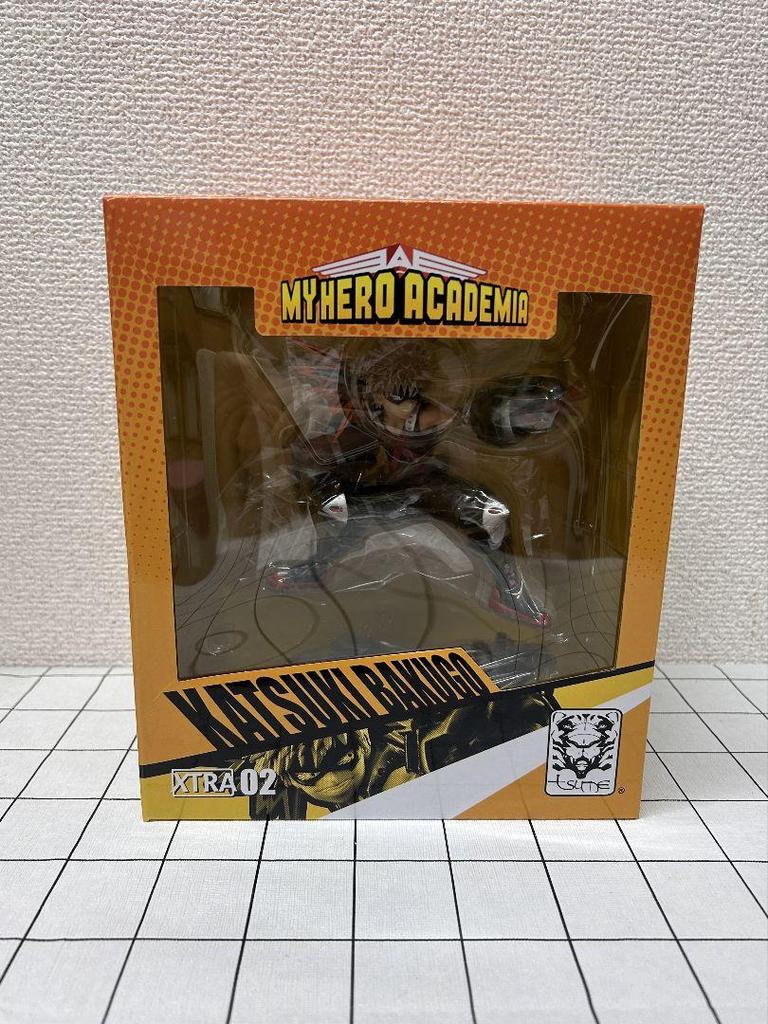 MY HERO ACADEMIA
KATSUKI BAKUGO
XTRA 02
tsume ®